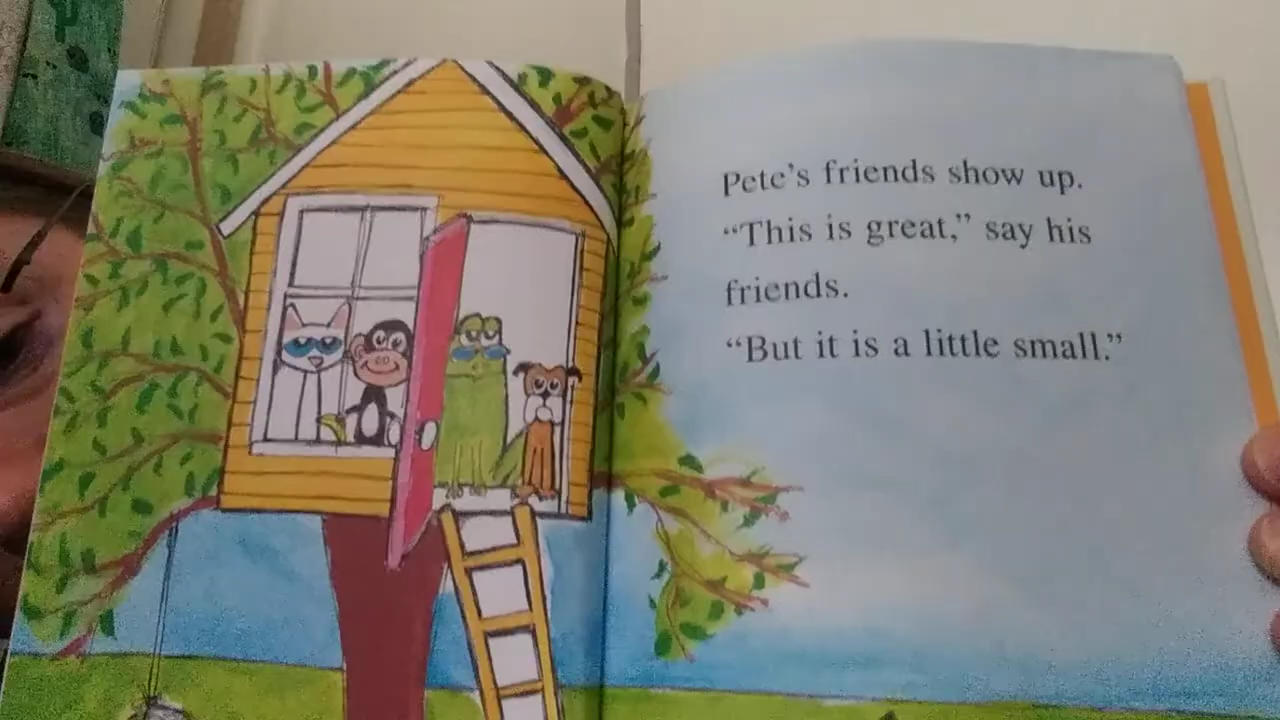 Pete's friends show up.
“This is great,” say his
friends.
“But it is a little small.”